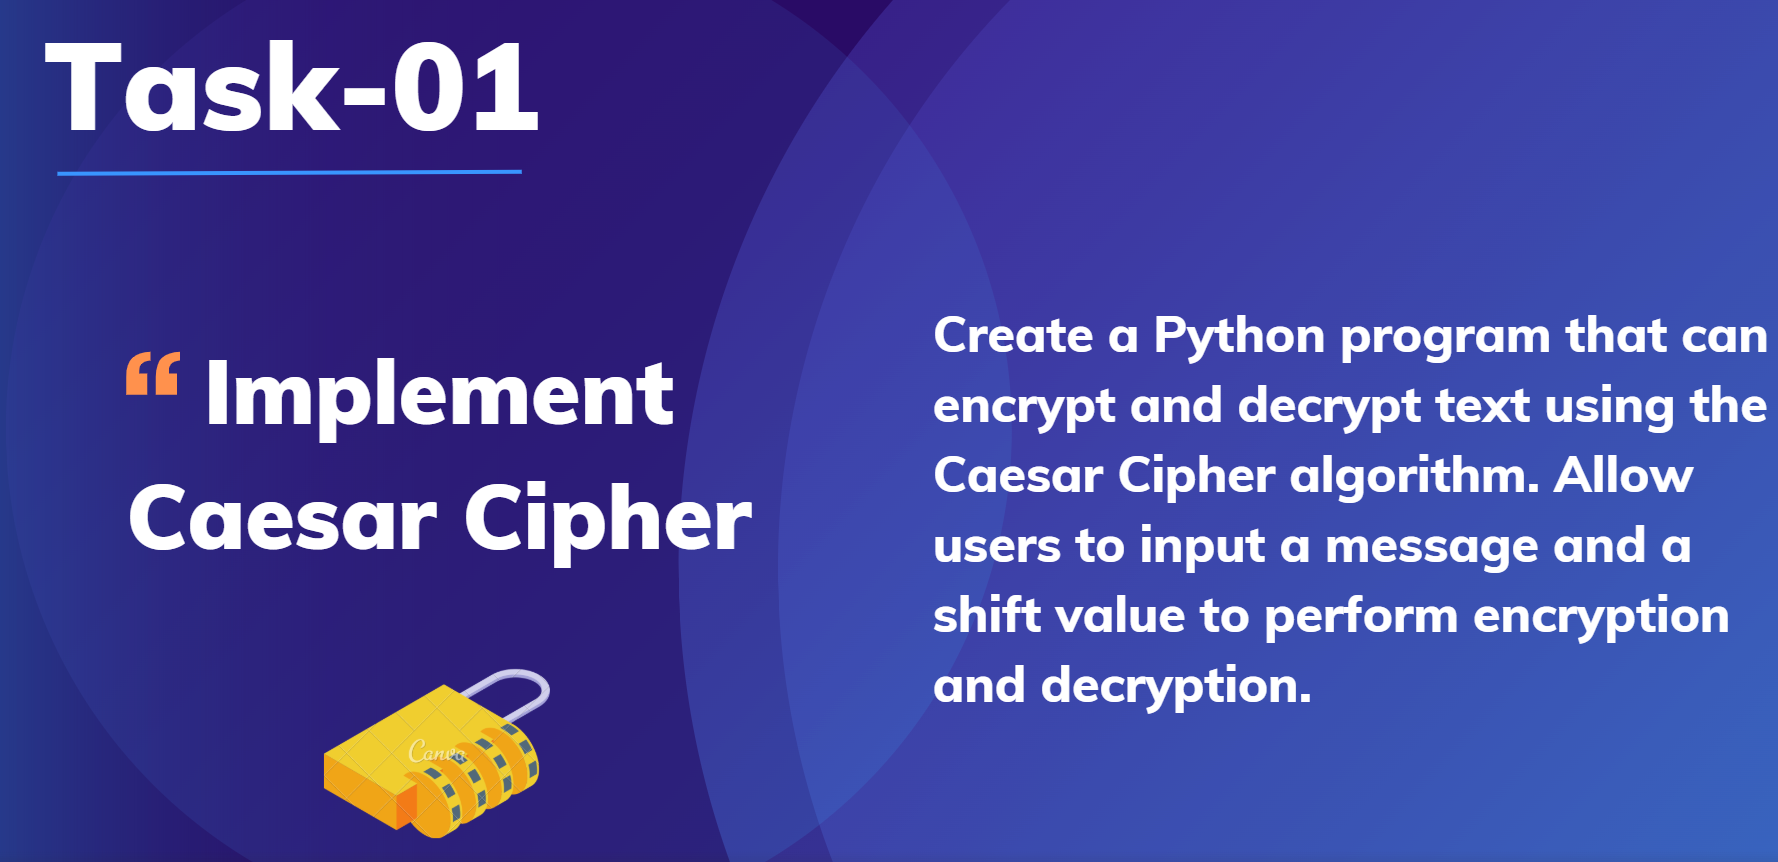 Task-01
“ Implement
Caesar Cipher
Create a Python program that can
encrypt and decrypt text using the
Caesar Cipher algorithm. Allow
users to input a message and a
shift value to perform encryption
and decryption.
Canva